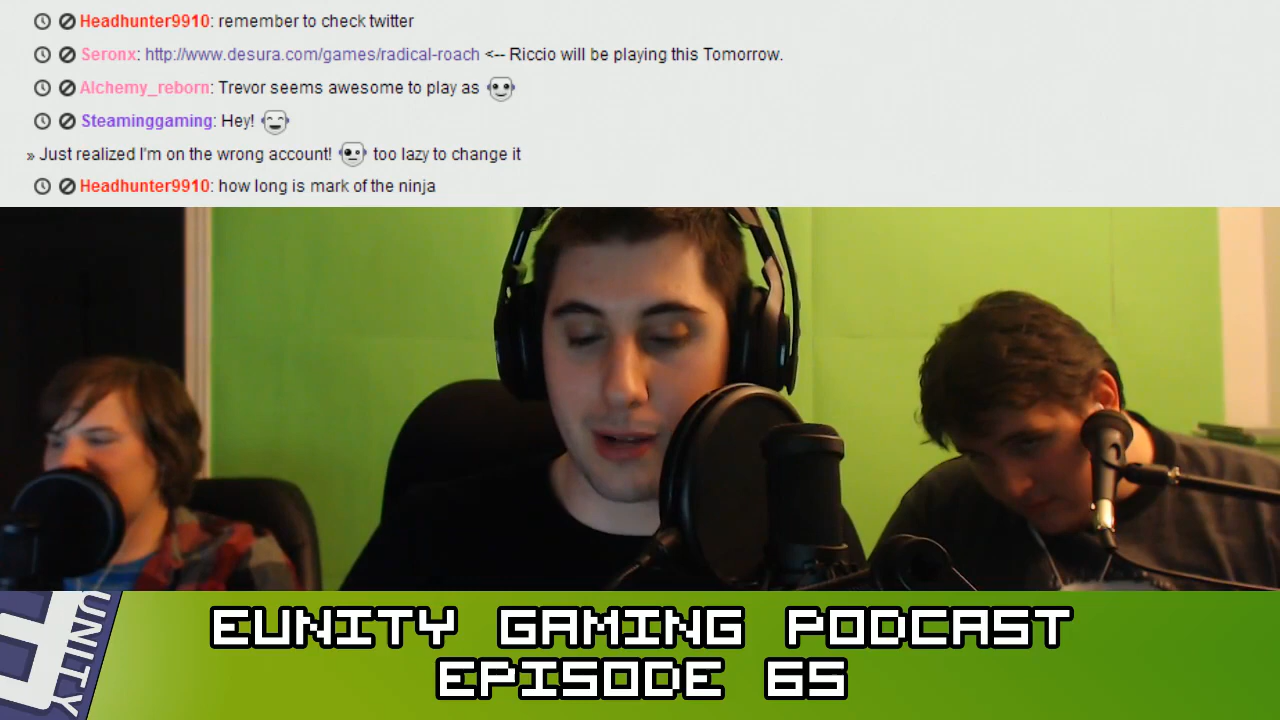 Headhunter9910: remember to check twitter
Seronx: http://www.desura.com/games/radical-roach <-- Riccio will be playing this Tomorrow.
Alchemy_reborn: Trevor seems awesome to play as
Steaminggaming: Hey!
» Just realized I'm on the wrong account! too lazy to change it
Headhunter9910: how long is mark of the ninja
UNITY
EUNITY GAMING PODCAST
EPISODE 65